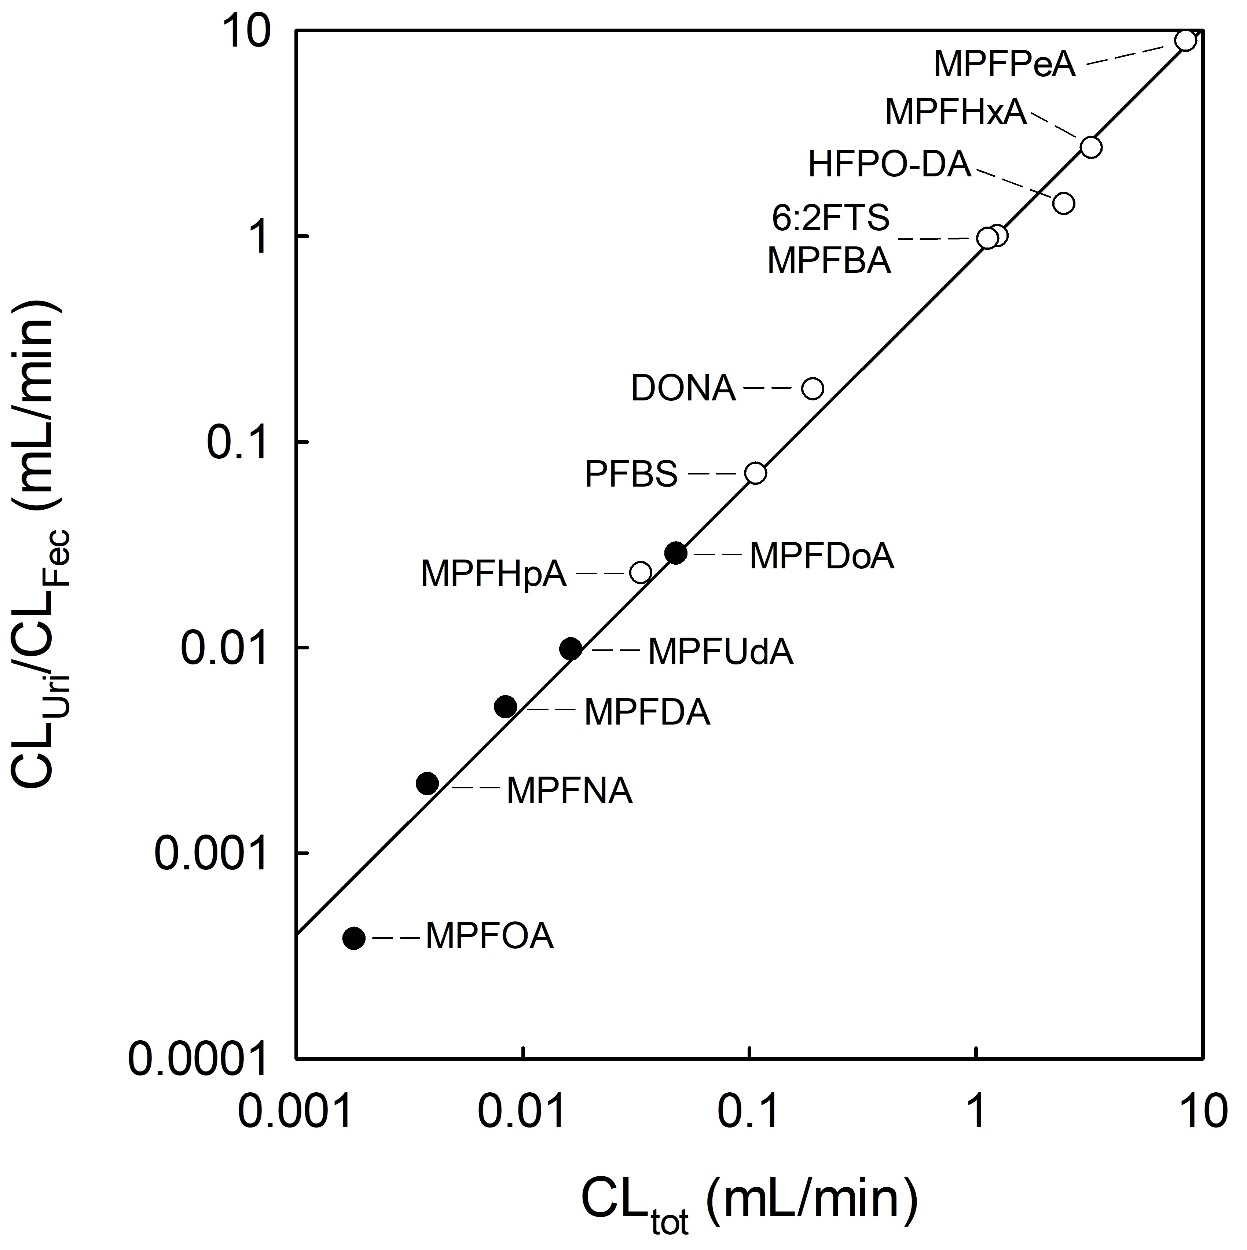 10
MPFPeA
MPFHxA
HFPO-DA
6:2FTS
1
MPFBA
DONA
0.1
PFBS
MPFDoA
MPFHpA
0.01
MPFUdA
MPFDA
MPFNA
0.001
MPFOA
0.0001
0.001 0.01 0.1 1 10
CLtot (mL/min)
CLUri/CLFec (mL/min)